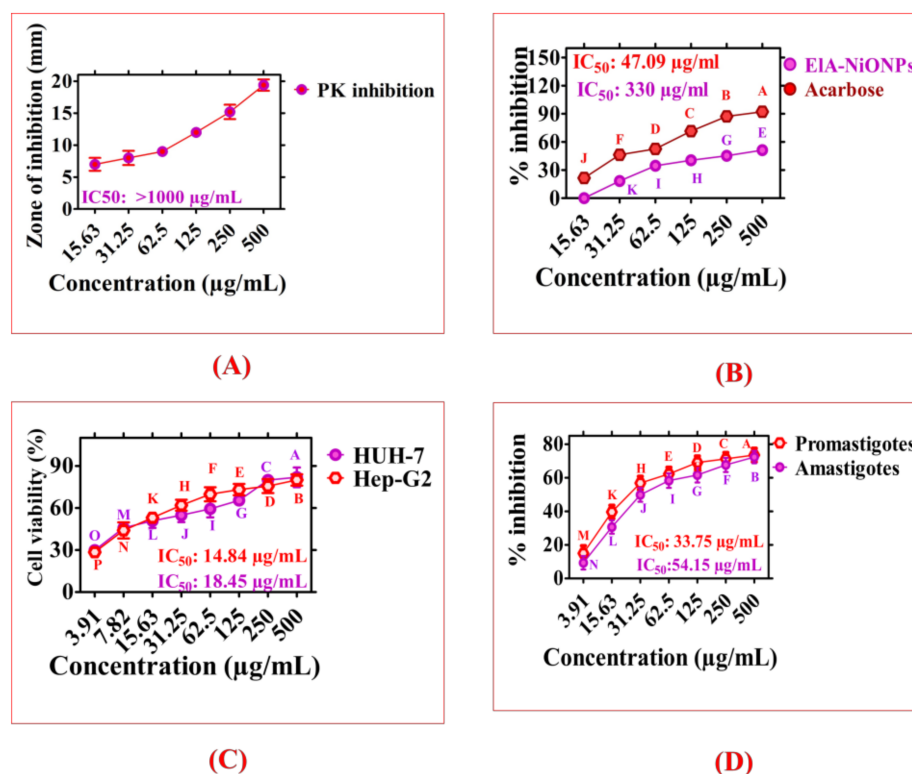 Zone of inhibition (mm)
20
15
10
5
0
PK inhibition
IC50: >1000 µg/mL
15.63
31.25
62.5
125
250
500
Concentration (µg/mL)
(A)
% inhibition
150
120
90
60
30
0
IC50: 47.09 µg/ml
IC50: 330 µg/ml
ElA-NiONPs
Acarbose
J
F
D
C
B
A
K
I
H
G
E
15.63
31.25
62.5
125
250
500
Concentration (µg/mL)
(B)
Cell viability (%)
90
60
30
0
HUH-7
Hep-G2
O
M
K
H
F
E
C
A
P
N
L
J
I
G
D
B
IC50: 14.84 µg/mL
IC50: 18.45 µg/mL
3.91
7.82
15.63
31.25
62.5
125
250
500
Concentration (µg/mL)
(C)
% inhibition
80
60
40
20
0
Promastigotes
Amastigotes
M
K
H
E
D
C
A
N
L
J
I
G
F
B
IC50: 33.75 µg/mL
IC50:54.15 µg/mL
3.91
15.63
31.25
62.5
125
250
500
Concentration (µg/mL)
(D)